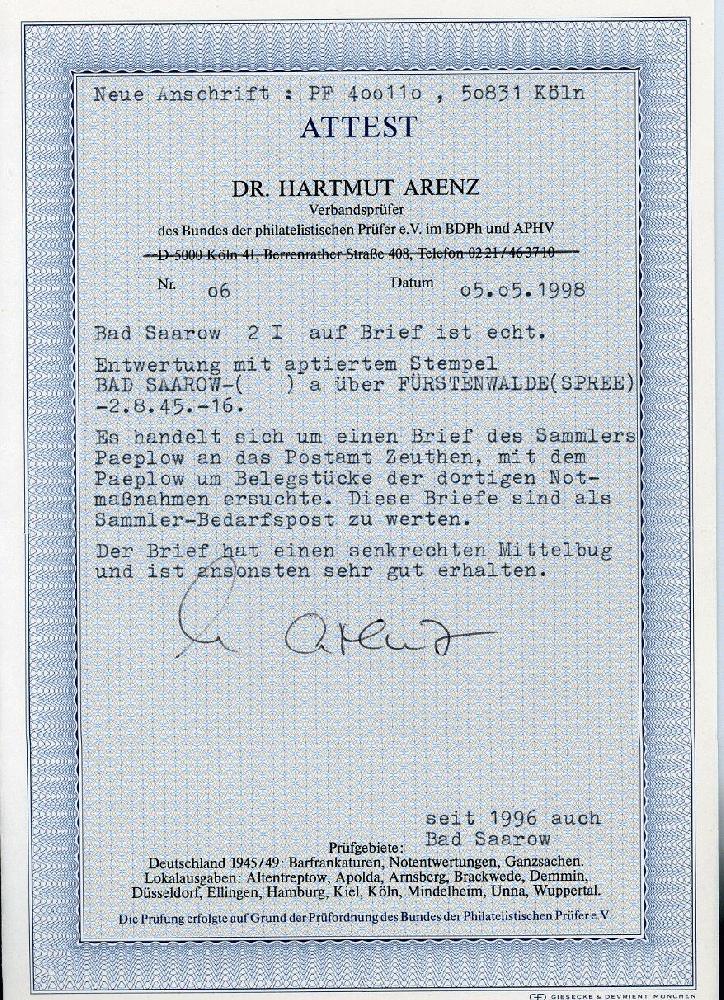 Neue Anschrift : PF 400110 , 50831 Köln
ATTEST
DR. HARTMUT ARENZ
Verbandsprüfer
des Bundes der philatelistischen Prüfer e.V. im BDPh und APHV
D-5000 Köln 41, Berrenrather Straße 403, Telefon 0221/463710
Nr. 06 Datum 05.05.1998
Bad Saarow 2 I auf Brief ist echt.
Entwertung mit aptiertem Stempel
BAD SAAROW-( ) a über FÜRSTENWALDE(SPREE)
-2.8.45.-16.
Es handelt sich um einen Brief des Sammlers
Paeplow an das Postamt Zeuthen, mit dem
Paeplow um Belegstücke der dortigen Not-
maßnahmen ersuchte. Diese Briefe sind als
Sammler-Bedarfspost zu werten.
Der Brief hat einen senkrechten Mittelbug
und ist ansonsten sehr gut erhalten.
Arenz
seit 1996 auch
Bad Saarow
Prüfgebiete:
Deutschland 1945/49: Barfrankaturen, Notentwertungen, Ganzsachen.
Lokalausgaben: Altentreptow, Apolda, Arnsberg, Brackwede, Demmin,
Düsseldorf, Ellingen, Hamburg, Kiel, Köln, Mindelheim, Unna, Wuppertal.
Die Prüfung erfolgte auf Grund der Prüfordnung des Bundes der Philatelistischen Prüfer e.V
GIESECKE & DEVRIENT MÜNCHEN